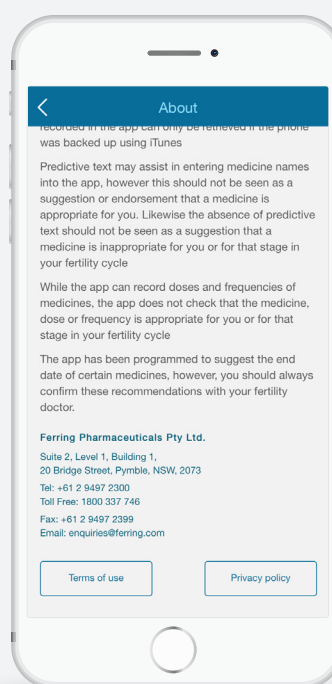 About
recorded in the app can only be retrieved if the phone
was backed up using iTunes
Predictive text may assist in entering medicine names
into the app, however this should not be seen as a
suggestion or endorsement that a medicine is
appropriate for you. Likewise the absence of predictive
text should not be seen as a suggestion that a
medicine is inappropriate for you or for that stage in
your fertility cycle
While the app can record doses and frequencies of
medicines, the app does not check that the medicine,
dose or frequency is appropriate for you or for that
stage in your fertility cycle
The app has been programmed to suggest the end
date of certain medicines, however, you should always
confirm these recommendations with your fertility
doctor.
Ferring Pharmaceuticals Pty Ltd.
Suite 2, Level 1, Building 1,
20 Bridge Street, Pymble, NSW, 2073
Tel: +61 2 9497 2300
Toll Free: 1800 337 746
Fax: +61 2 9497 2399
Email: enquiries@ferring.com
Terms of use
Privacy policy